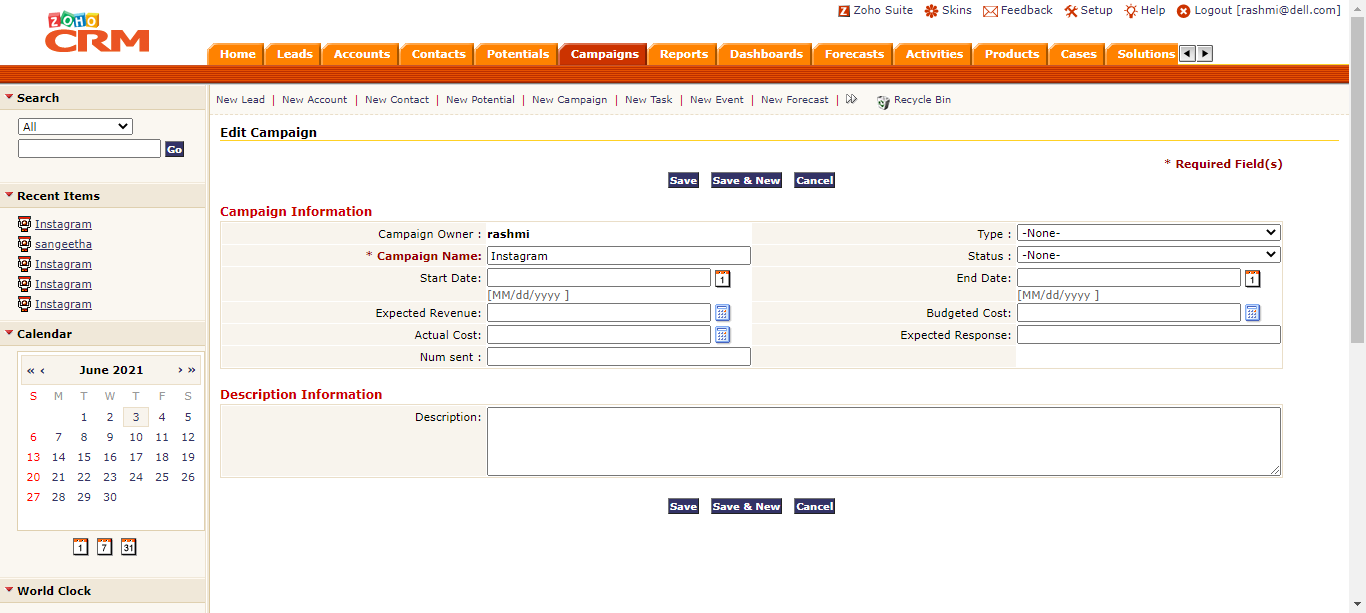 Zoho Suite Skins Feedback Setup Help Logout [rashmi@dell.com]
ZOHO
CRM
Home Leads Accounts Contacts Potentials Campaigns Reports Dashboards Forecasts Activities Products Cases Solutions
Search
All
Go
Recent Items
Instagram
sangeetha
Instagram
Instagram
Instagram
Calendar
« ‹ June 2021 › »
S M T W T F S
1 2 3 4 5
6 7 8 9 10 11 12
13 14 15 16 17 18 19
20 21 22 23 24 25 26
27 28 29 30
1 7 31
World Clock
New Lead | New Account | New Contact | New Potential | New Campaign | New Task | New Event | New Forecast | Recycle Bin
Edit Campaign
* Required Field(s)
Save Save & New Cancel
Campaign Information
Campaign Owner : rashmi Type : -None-
* Campaign Name: Instagram Status : -None-
Start Date: 1 End Date: 1
[MM/dd/yyyy ] [MM/dd/yyyy ]
Expected Revenue: Budgeted Cost:
Actual Cost: Expected Response:
Num sent :
Description Information
Description:
Save Save & New Cancel